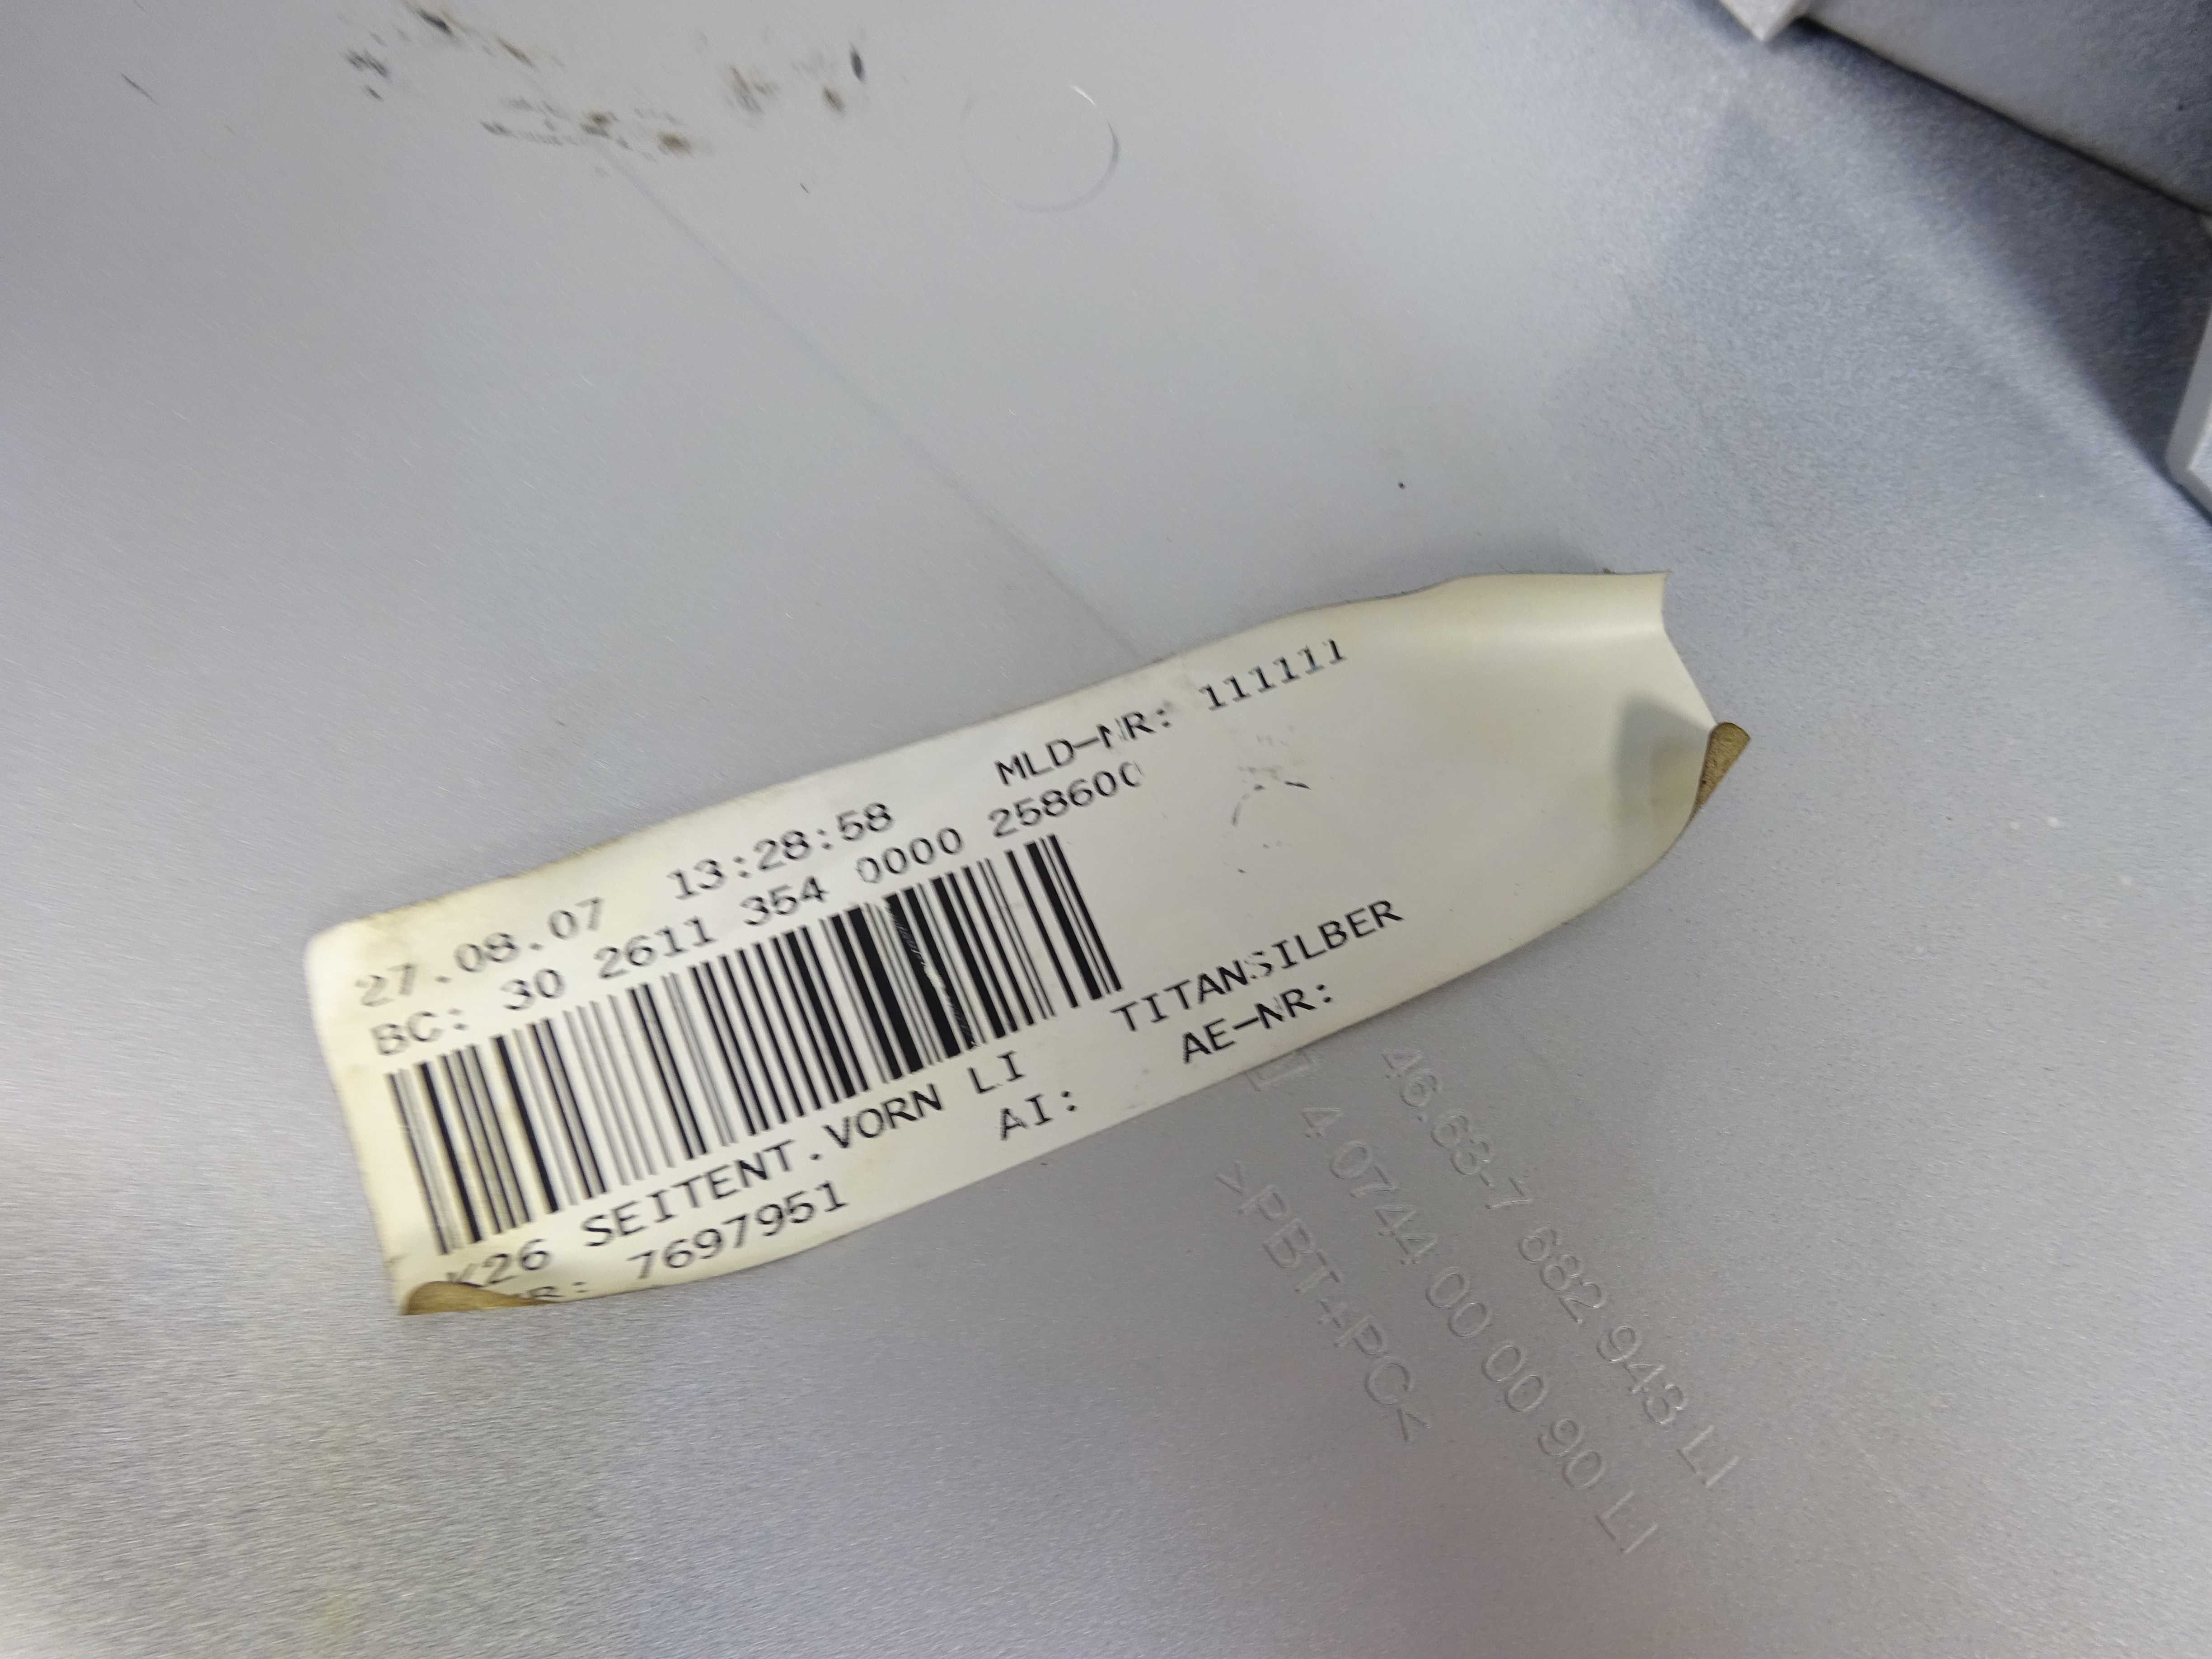 27.08.07 13:28:58 MLD-NR: 111111
BC: 30 2611 354 0000 258600
K26 SEITENT.VORN LI TITANSILBER
7697951 AI: AE-NR:
46.63-7 682 943 LI
4 0744 00 00 90 LI
>PBT+PC<